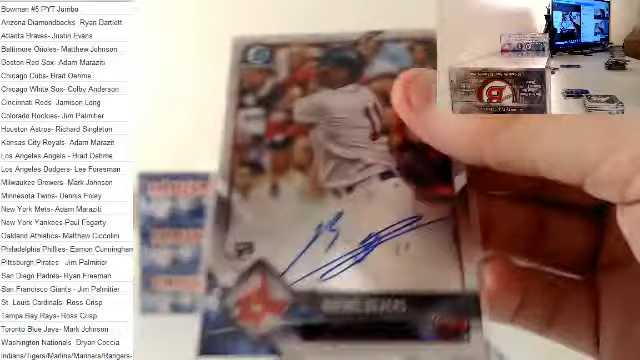 Bowman #5 PYT Jumbo
Arizona Diamondbacks Ryan Bartlett
Atlanta Braves- Justin Evans
Baltimore Orioles- Matthew Johnson
Boston Red Sox- Adam Maraziti
Chicago Cubs- Brad Oehme
Chicago White Sox- Colby Anderson
Cincinnati Reds- Jamison Long
Colorado Rockies- Jim Palmitier
Houston Astros- Richard Singleton
Kansas City Royals- Adam Marazit
Los Angeles Angels - Brad Oehme
Los Angeles Dodgers- Lee Foresman
Milwaukee Brewers- Mark Johnson
Minnesota Twins- Dennis Foley
New York Mets- Adam Maraziti
New York Yankees-Paul Fogarty
Oakland Athletics- Matthew Ciccolini
Philadelphia Phillies- Eamon Cunningham
Pittsburgh Pirates - Jim Palmitier
San Diego Padres- Ryan Freeman
San Francisco Giants - Jim Palmitier
St. Louis Cardinals Ross Crisp
Tampa Bay Rays- Ross Crisp
Toronto Blue Jays- Mark Johnson
Washington Nationals Bryan Coccia
Indians/Tigers/Marlins/Mariners/Rangers-